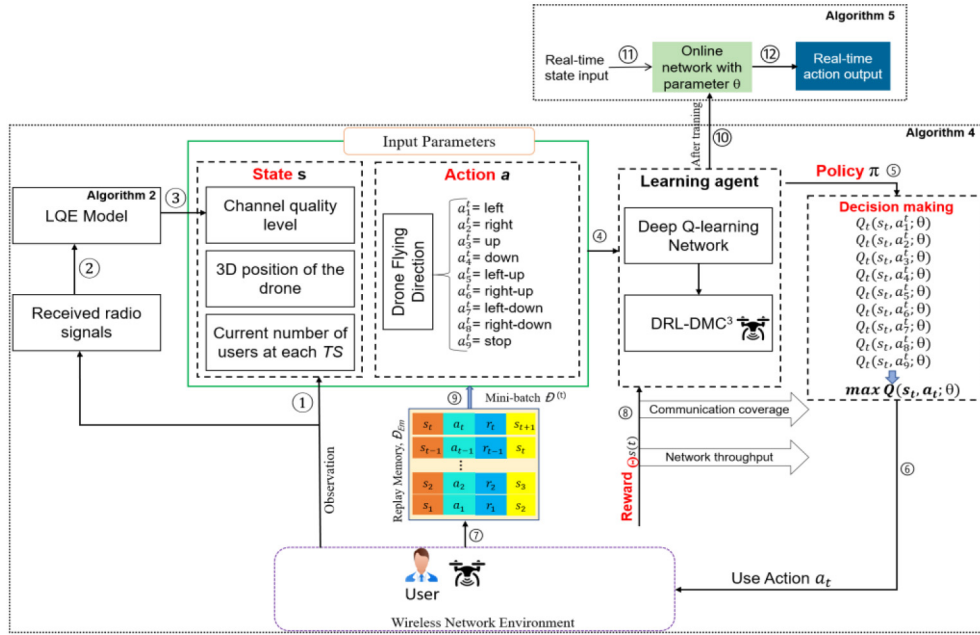 Algorithm 5
Real-time
state input
⑪
Online
network with
parameter θ
⑫
Real-time
action output
After training
⑩
Algorithm 4
Input Parameters
Algorithm 2
LQE Model
③
②
Received radio
signals
State s
Channel quality
level
3D position of the
drone
Current number of
users at each TS
①
Observation
Action a
Drone Flying
Direction
a₁ᵗ= left
a₂ᵗ= right
a₃ᵗ= up
a₄ᵗ= down
a₅ᵗ= left-up
a₆ᵗ= right-up
a₇ᵗ= left-down
a₈ᵗ= right-down
a₉ᵗ= stop
④
Learning agent
Deep Q-learning
Network
DRL-DMC³
Policy π ⑤
Decision making
Qₜ(sₜ, a₁ᵗ; θ)
Qₜ(sₜ, a₂ᵗ; θ)
Qₜ(sₜ, a₃ᵗ; θ)
Qₜ(sₜ, a₄ᵗ; θ)
Qₜ(sₜ, a₅ᵗ; θ)
Qₜ(sₜ, a₆ᵗ; θ)
Qₜ(sₜ, a₇ᵗ; θ)
Qₜ(sₜ, a₈ᵗ; θ)
Qₜ(sₜ, a₉ᵗ; θ)
max Q(sₜ, aₜ; θ)
⑨
Mini-batch Đ⁽ᵗ⁾
Replay Memory, Đ_Em
sₜ aₜ rₜ sₜ₊₁
sₜ₋₁ aₜ₋₁ rₜ₋₁ sₜ
⋮
s₂ a₂ r₂ s₃
s₁ a₁ r₁ s₂
⑦
⑧
Reward s(t)
Communication coverage
Network throughput
⑥
Use Action aₜ
User
Wireless Network Environment